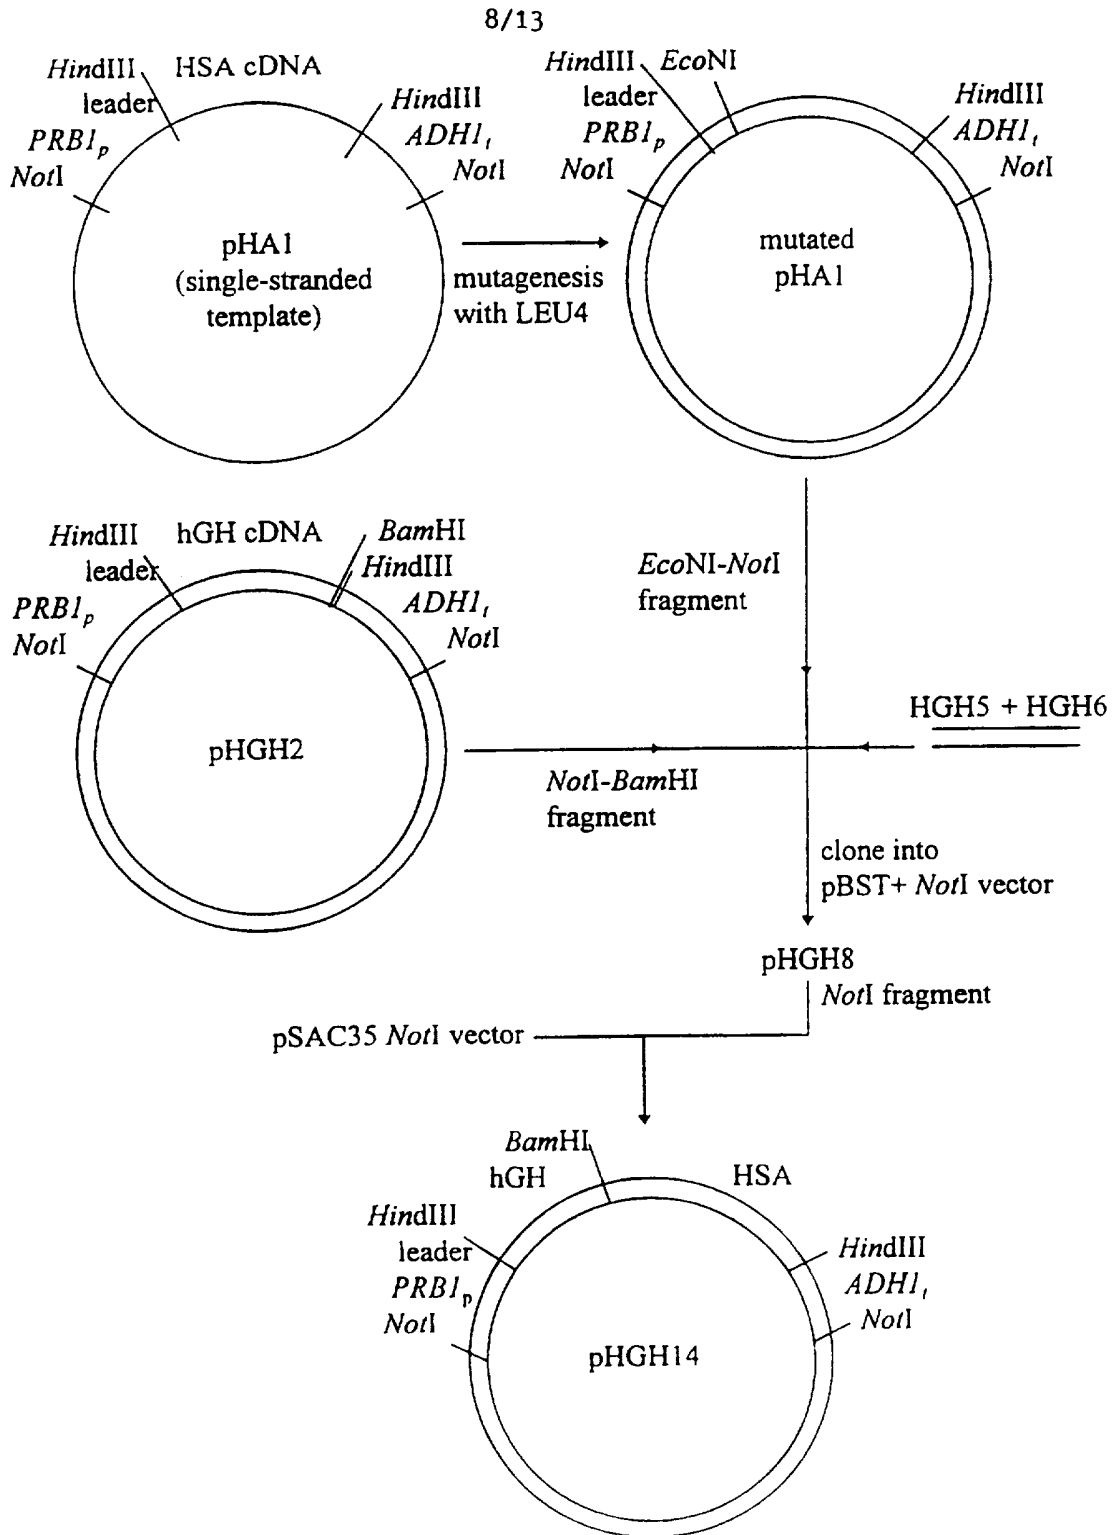 8/13
HindIII
HSA cDNA
leader
PRB1p
NotI
HindIII
ADH1t
NotI
pHA1
(single-stranded
template)
mutagenesis
with LEU4
HindIII
EcoNI
leader
PRB1p
NotI
HindIII
ADH1t
NotI
mutated
pHA1
HindIII
hGH cDNA
leader
PRB1p
NotI
BamHI
HindIII
ADH1t
NotI
pHGH2
EcoNI-NotI
fragment
HGH5 + HGH6
NotI-BamHI
fragment
clone into
pBST+ NotI vector
pHGH8
NotI fragment
pSAC35 NotI vector
BamHI
hGH
HSA
HindIII
leader
PRB1p
NotI
HindIII
ADH1t
NotI
pHGH14